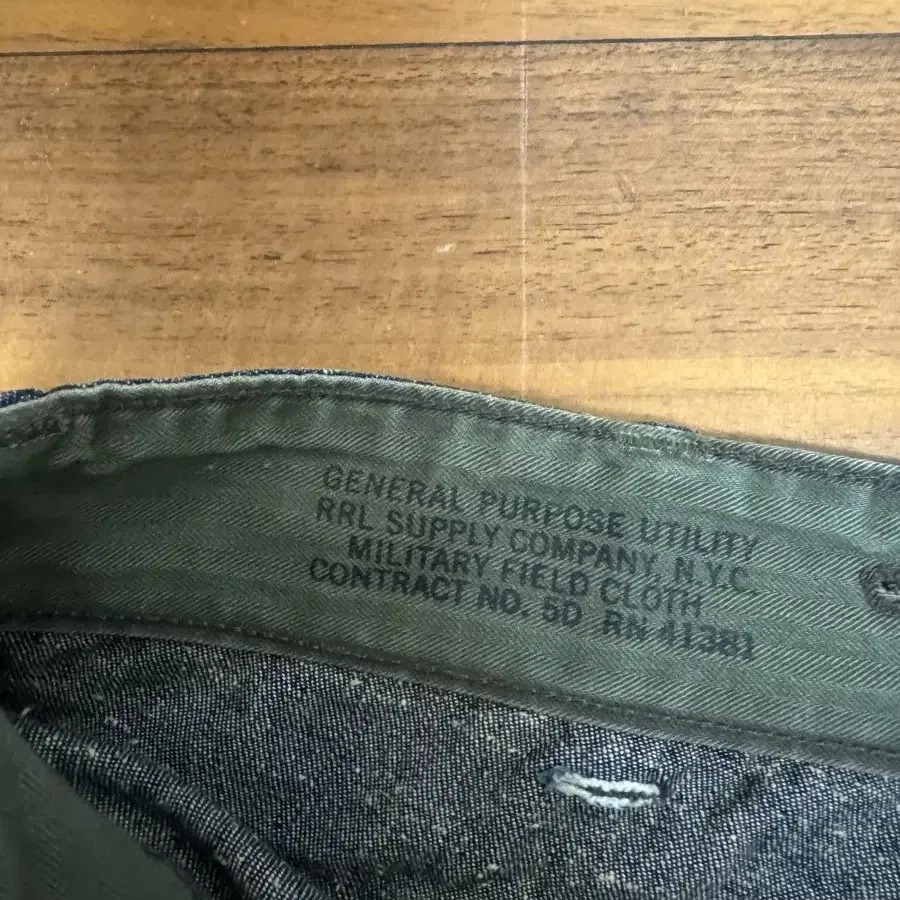 GENERAL PURPOSE UTILITY
RRL SUPPLY COMPANY, N.Y.C.
MILITARY FIELD CLOTH
CONTRACT NO. 5D RN 41381